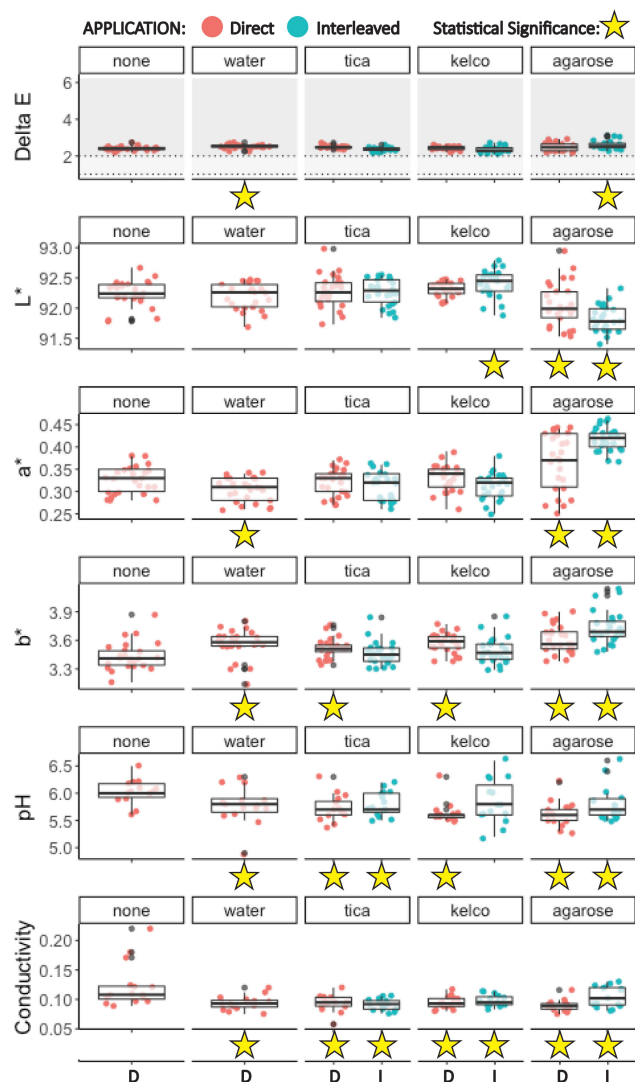 APPLICATION: Direct Interleaved Statistical Significance:
none water tica kelco agarose
Delta E
6
4
2
none water tica kelco agarose
L*
93.0
92.5
92.0
91.5
none water tica kelco agarose
a*
0.45
0.40
0.35
0.30
0.25
none water tica kelco agarose
b*
3.9
3.6
3.3
none water tica kelco agarose
pH
6.5
6.0
5.5
5.0
none water tica kelco agarose
Conductivity
0.20
0.15
0.10
0.05
D D D I D I D I